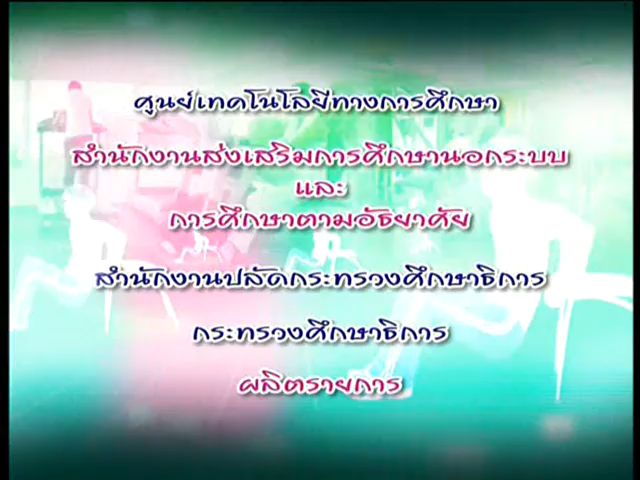 ศูนย์เทคโนโลยีทางการศึกษา
สำนักงานส่งเสริมการศึกษานอกระบบ
และ
การศึกษาตามอัธยาศัย
สำนักงานปลัดกระทรวงศึกษาธิการ
กระทรวงศึกษาธิการ
ผลิตรายการ